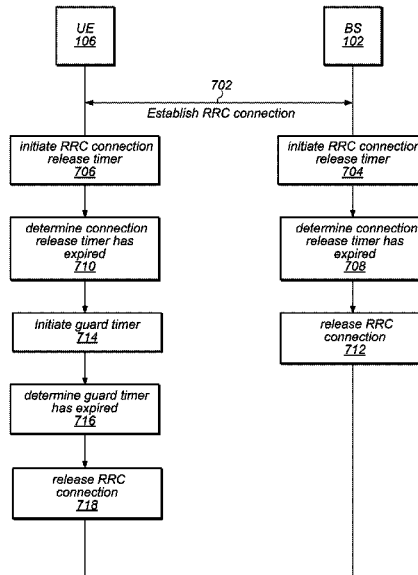 UE
106
BS
102
702
Establish RRC connection
initiate RRC connection
release timer
706
initiate RRC connection
release timer
704
determine connection
release timer has
expired
710
determine connection
release timer has
expired
708
Initiate guard timer
714
release RRC
connection
712
determine guard timer
has expired
716
release RRC
connection
718